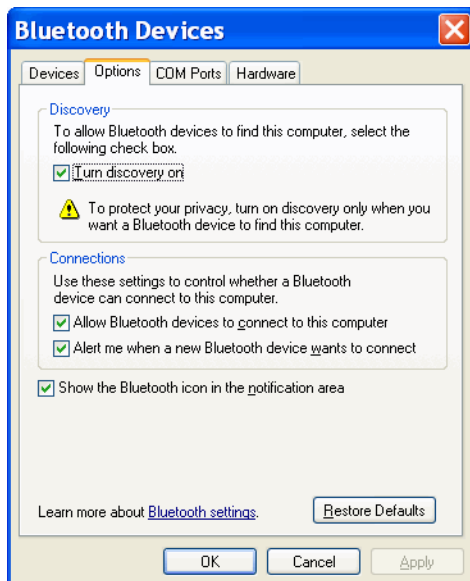 Bluetooth Devices
Devices Options COM Ports Hardware
Discovery
To allow Bluetooth devices to find this computer, select the
following check box.
Turn discovery on
To protect your privacy, turn on discovery only when you
want a Bluetooth device to find this computer.
Connections
Use these settings to control whether a Bluetooth
device can connect to this computer.
Allow Bluetooth devices to connect to this computer
Alert me when a new Bluetooth device wants to connect
Show the Bluetooth icon in the notification area
Learn more about Bluetooth settings. Restore Defaults
OK Cancel Apply